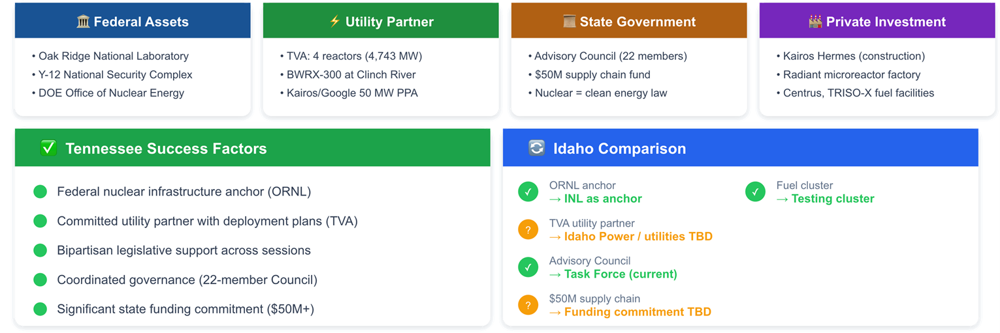 🏛️ Federal Assets
• Oak Ridge National Laboratory
• Y-12 National Security Complex
• DOE Office of Nuclear Energy
⚡ Utility Partner
• TVA: 4 reactors (4,743 MW)
• BWRX-300 at Clinch River
• Kairos/Google 50 MW PPA
State Government
• Advisory Council (22 members)
• $50M supply chain fund
• Nuclear = clean energy law
Private Investment
• Kairos Hermes (construction)
• Radiant microreactor factory
• Centrus, TRISO-X fuel facilities
✅ Tennessee Success Factors
Federal nuclear infrastructure anchor (ORNL)
Committed utility partner with deployment plans (TVA)
Bipartisan legislative support across sessions
Coordinated governance (22-member Council)
Significant state funding commitment ($50M+)
🔄 Idaho Comparison
✓ ORNL anchor
→ INL as anchor
✓ Fuel cluster
→ Testing cluster
? TVA utility partner
→ Idaho Power / utilities TBD
✓ Advisory Council
→ Task Force (current)
? $50M supply chain
→ Funding commitment TBD